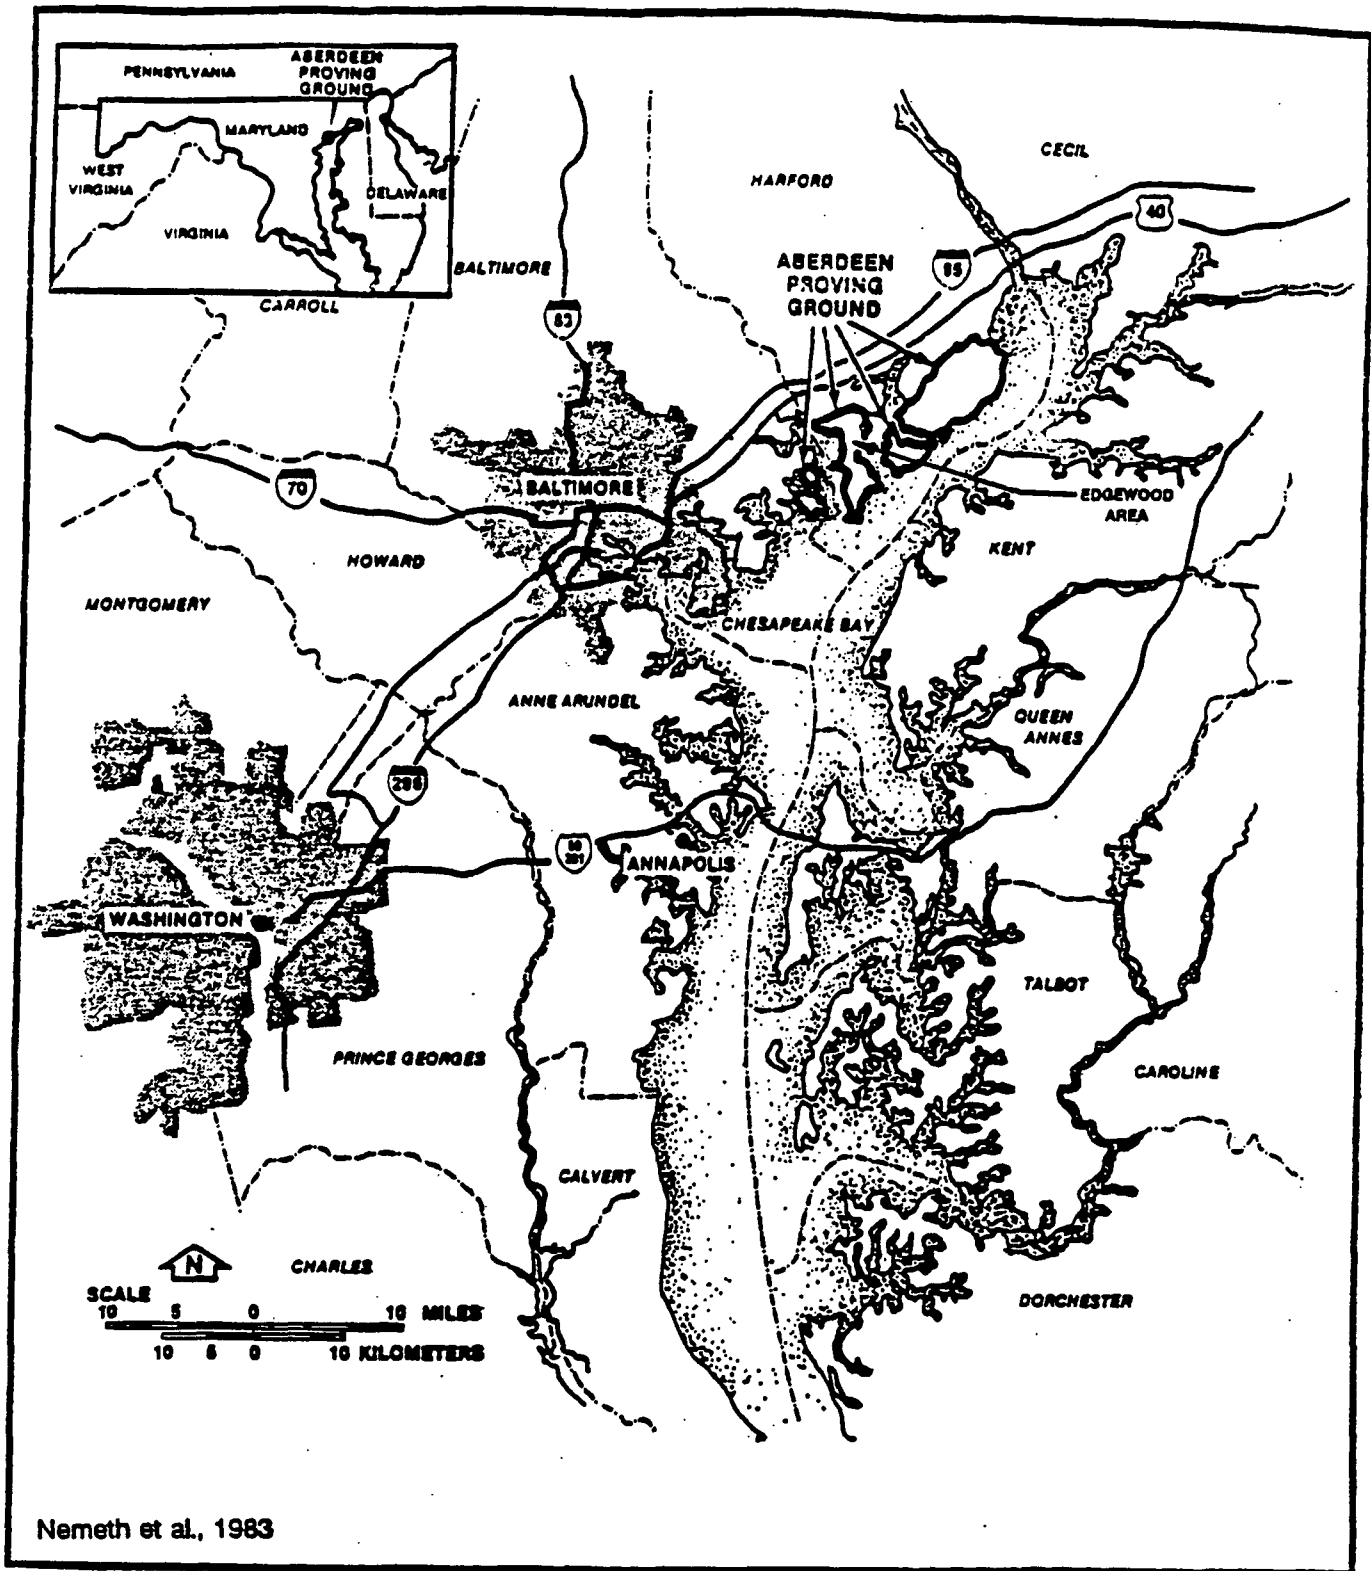 PENNSYLVANIA
ABERDEEN
PROVING
GROUND
MARYLAND
WEST
VIRGINIA
DELAWARE
VIRGINIA
CECIL
HARFORD
40
ABERDEEN
PROVING
GROUND
95
BALTIMORE
CARROLL
83
70
BALTIMORE
EDGEWOOD
AREA
HOWARD
KENT
MONTGOMERY
CHESAPEAKE BAY
ANNE ARUNDEL
QUEEN
ANNES
295
50
301
ANNAPOLIS
WASHINGTON
TALBOT
PRINCE GEORGES
CAROLINE
CALVERT
N
CHARLES
SCALE
10 5 0 10 MILES
10 5 0 10 KILOMETERS
DORCHESTER
Nemeth et al., 1983